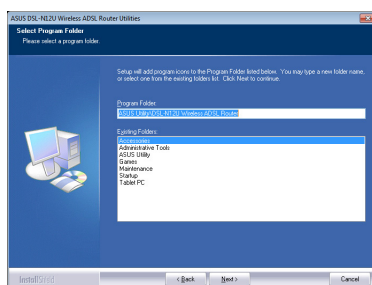 ASUS DSL-N12U Wireless ADSL Router Utilities
Select Program Folder
Please select a program folder.
Setup will add program icons to the Program Folder listed below. You may type a new folder name,
or select one from the existing folders list. Click Next to continue.
Program Folder:
ASUS Utility\DSL-N12U Wireless ADSL Router
Existing Folders:
Accessories
Administrative Tools
ASUS Utility
Games
Maintenance
Startup
Tablet PC
InstallShield
< Back
Next >
Cancel